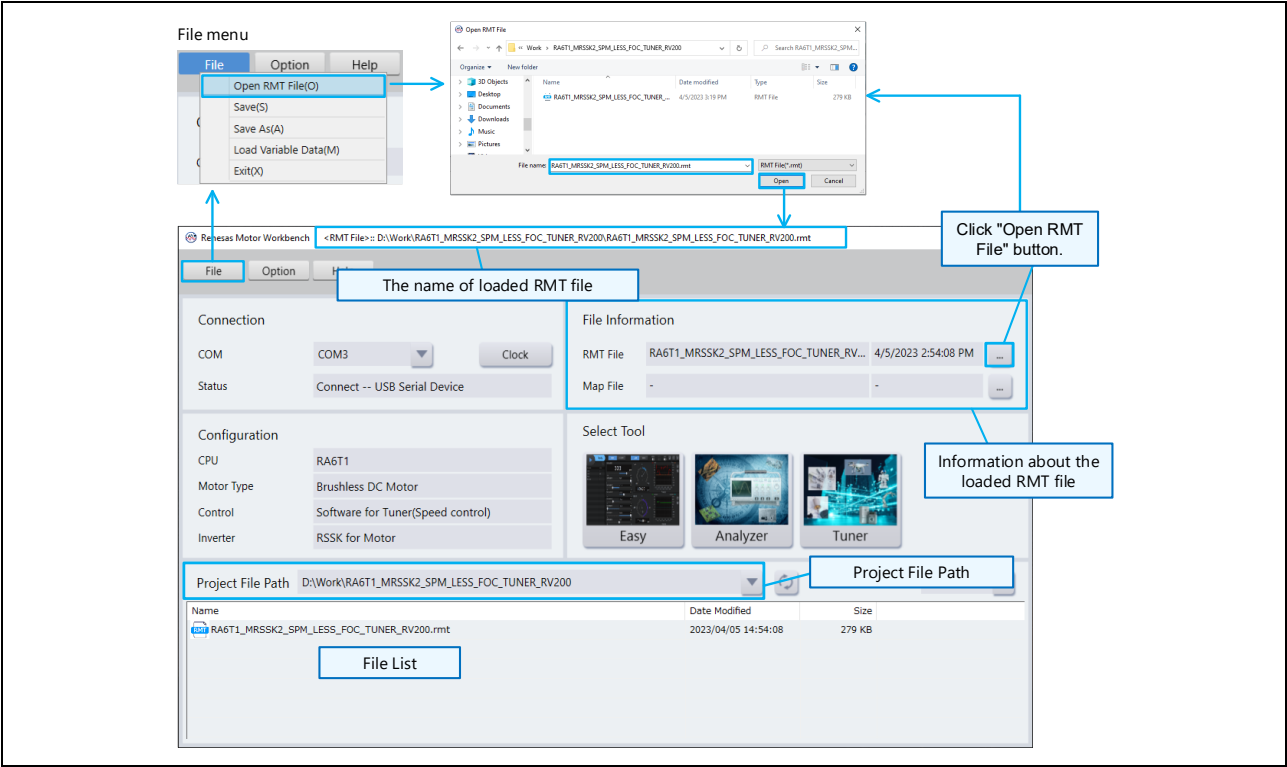 File menu
File Option Help
Open RMT File(O)
Save(S)
Save As(A)
Load Variable Data(M)
Exit(X)
Open RMT File
« Work › RA6T1_MRSSK2_SPM_LESS_FOC_TUNER_RV200
Search RA6T1_MRSSK2_SPM...
Organize New folder
3D Objects
Desktop
Documents
Downloads
Music
Pictures
Name Date modified Type Size
RA6T1_MRSSK2_SPM_LESS_FOC_TUNER_... 4/5/2023 3:19 PM RMT File 279 KB
File name: RA6T1_MRSSK2_SPM_LESS_FOC_TUNER_RV200.rmt RMT File(*.rmt)
Open Cancel
Click "Open RMT
File" button.
Renesas Motor Workbench <RMT File>:: D:\Work\RA6T1_MRSSK2_SPM_LESS_FOC_TUNER_RV200\RA6T1_MRSSK2_SPM_LESS_FOC_TUNER_RV200.rmt
File Option
The name of loaded RMT file
Connection
COM COM3 Clock
Status Connect -- USB Serial Device
File Information
RMT File RA6T1_MRSSK2_SPM_LESS_FOC_TUNER_RV... 4/5/2023 2:54:08 PM ...
Map File - - ...
Configuration
CPU RA6T1
Motor Type Brushless DC Motor
Control Software for Tuner(Speed control)
Inverter RSSK for Motor
Select Tool
Easy Analyzer Tuner
Information about the
loaded RMT file
Project File Path D:\Work\RA6T1_MRSSK2_SPM_LESS_FOC_TUNER_RV200
Project File Path
Name Date Modified Size
RMT RA6T1_MRSSK2_SPM_LESS_FOC_TUNER_RV200.rmt 2023/04/05 14:54:08 279 KB
File List